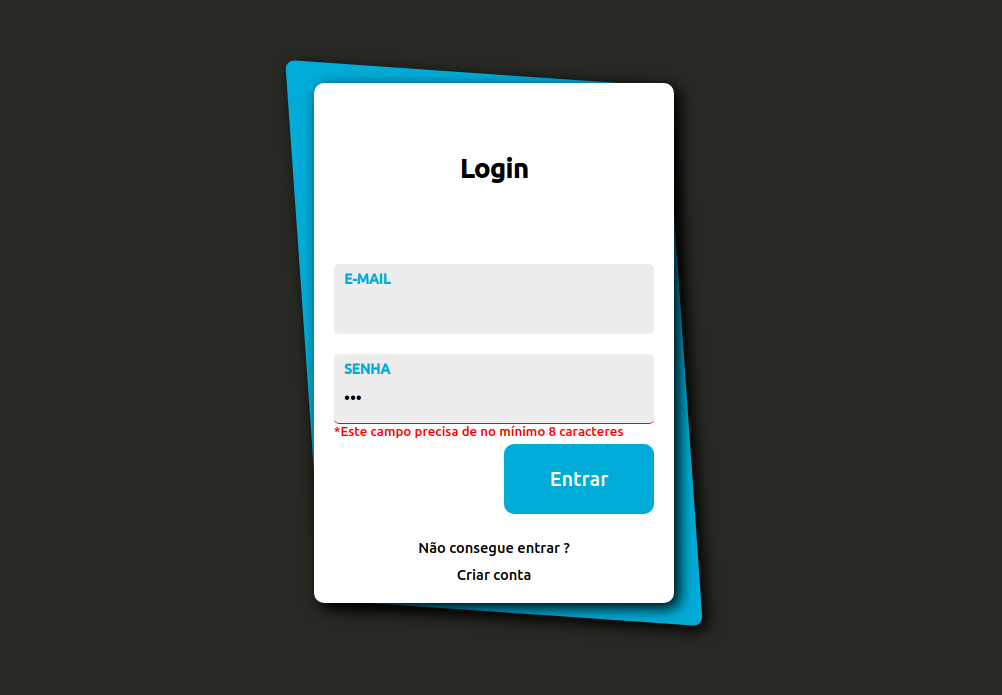 Login
E-MAIL
SENHA
•••
*Este campo precisa de no mínimo 8 caracteres
Entrar
Não consegue entrar ?
Criar conta